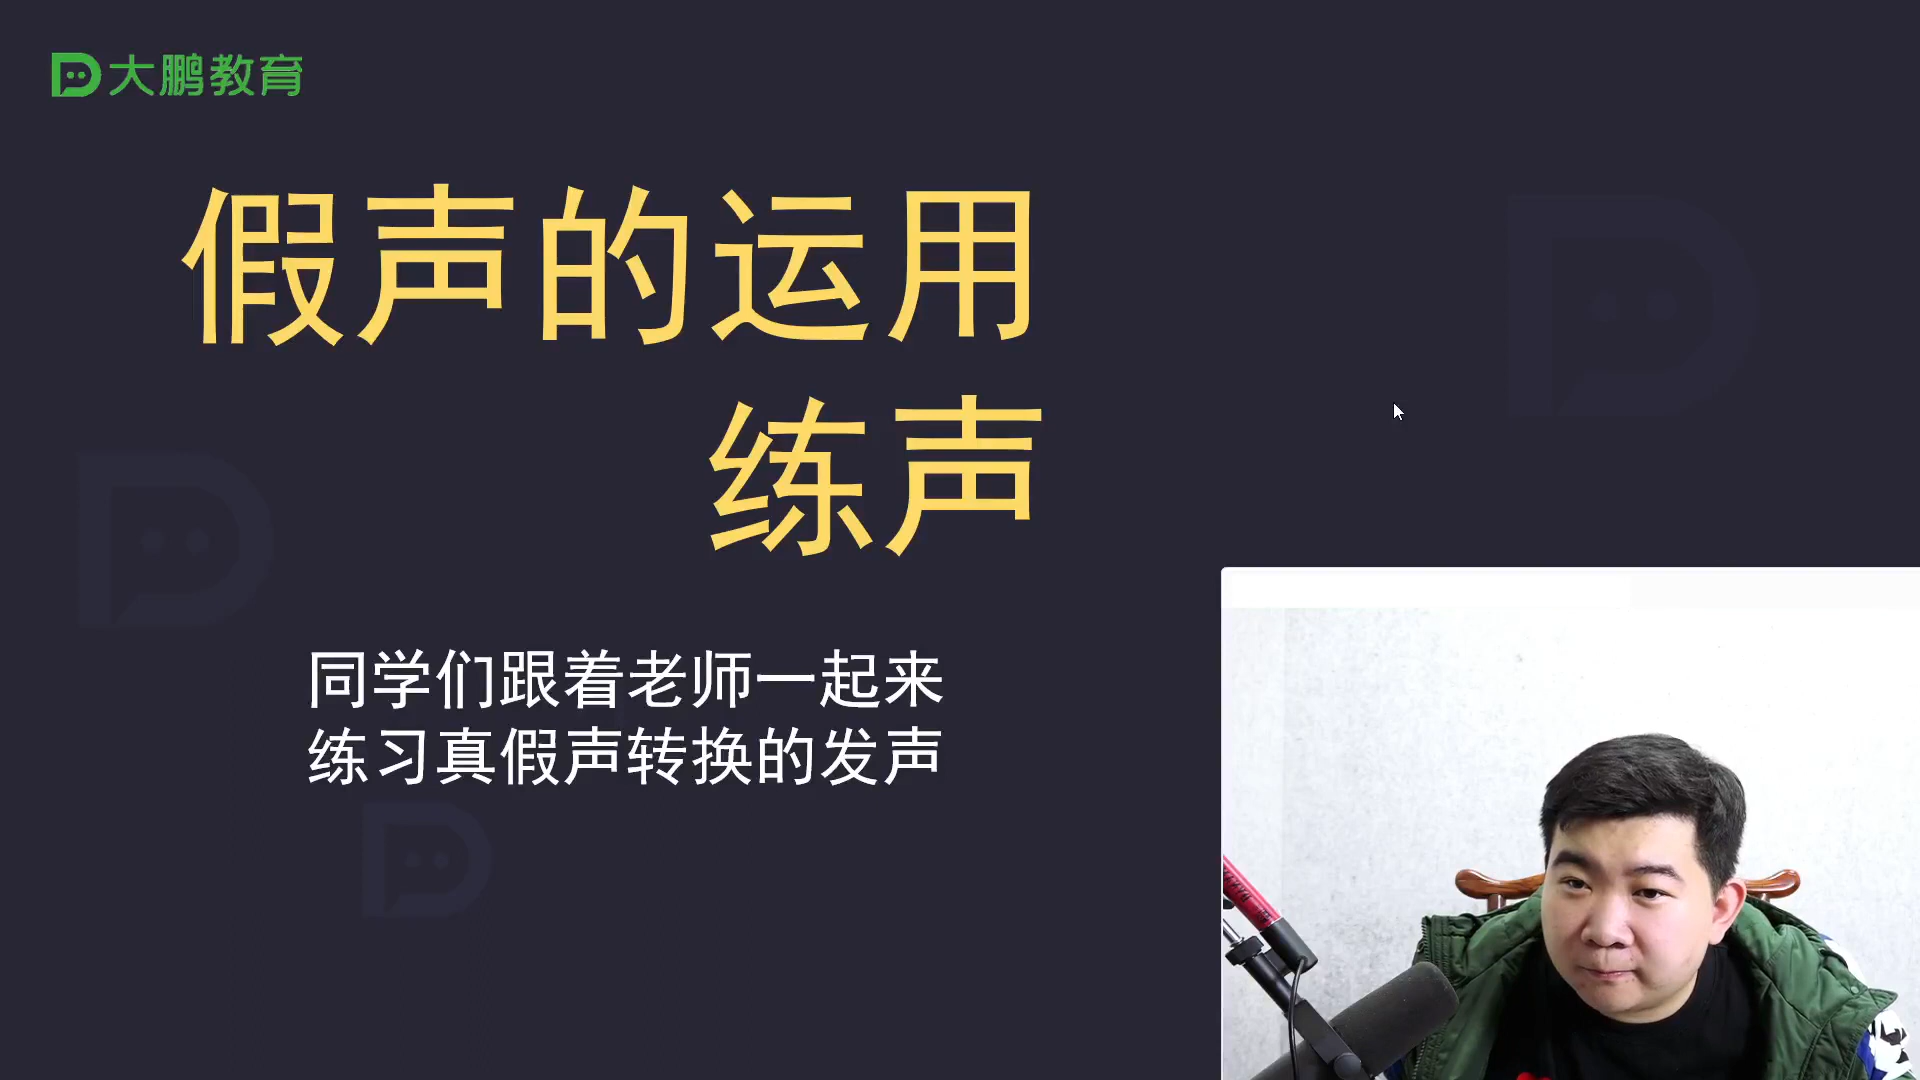 大鹏教育
假声的运用
练声
同学们跟着老师一起来
练习真假声转换的发声